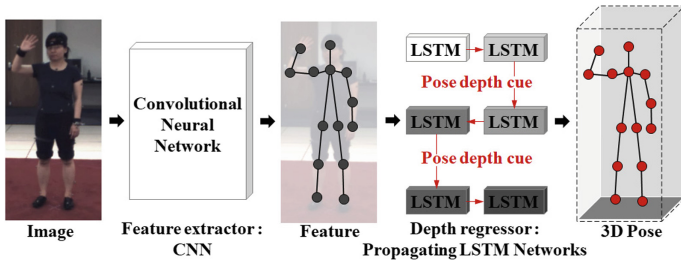 Convolutional
Neural
Network
LSTM LSTM
Pose depth cue
LSTM LSTM
Pose depth cue
LSTM LSTM
Image
Feature extractor :
CNN
Feature
Depth regressor :
Propagating LSTM Networks
3D Pose